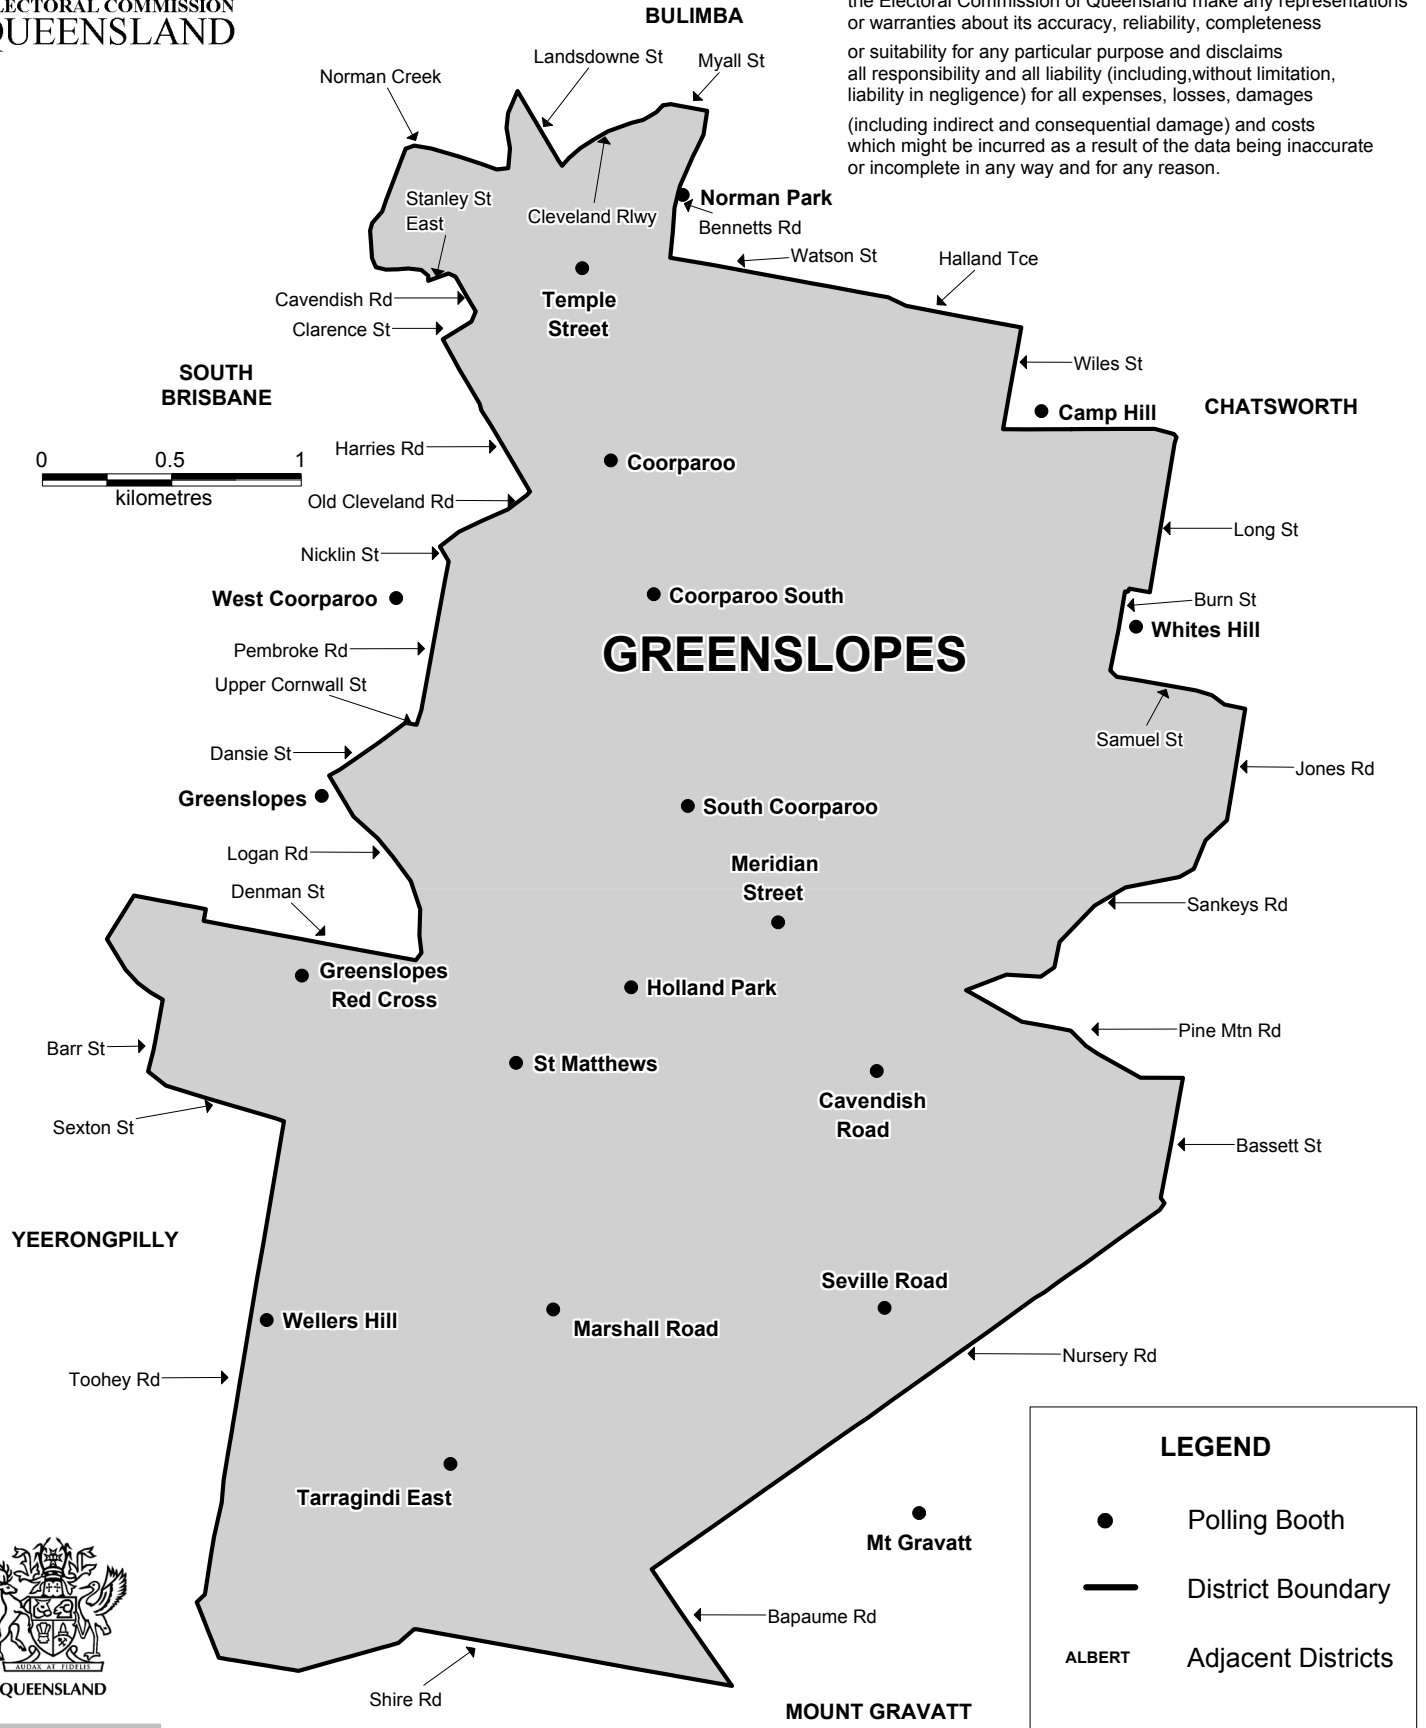 ELECTORAL COMMISSION
QUEENSLAND
the Electoral Commission of Queensland make any representations
or warranties about its accuracy, reliability, completeness
or suitability for any particular purpose and disclaims
all responsibility and all liability (including,without limitation,
liability in negligence) for all expenses, losses, damages
(including indirect and consequential damage) and costs
which might be incurred as a result of the data being inaccurate
or incomplete in any way and for any reason.
BULIMBA
Landsdowne St
Myall St
Norman Creek
Stanley St
East
Cleveland Rlwy
Norman Park
Bennetts Rd
Watson St
Halland Tce
Cavendish Rd
Temple
Street
Clarence St
Wiles St
SOUTH
BRISBANE
Camp Hill
CHATSWORTH
Harries Rd
0 0.5 1
kilometres
Coorparoo
Old Cleveland Rd
Long St
Nicklin St
West Coorparoo
Coorparoo South
Burn St
Whites Hill
GREENSLOPES
Pembroke Rd
Upper Cornwall St
Samuel St
Dansie St
Jones Rd
Greenslopes
South Coorparoo
Logan Rd
Meridian
Street
Denman St
Sankeys Rd
Greenslopes
Red Cross
Holland Park
Pine Mtn Rd
Barr St
St Matthews
Cavendish
Road
Sexton St
Bassett St
YEERONGPILLY
Seville Road
Wellers Hill
Marshall Road
Nursery Rd
Toohey Rd
Tarragindi East
Mt Gravatt
Bapaume Rd
Shire Rd
MOUNT GRAVATT
LEGEND
Polling Booth
District Boundary
ALBERT Adjacent Districts
AUDAX AT FIDELIS
QUEENSLAND